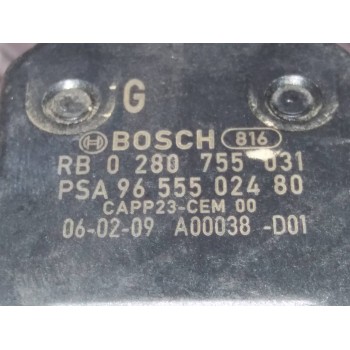 G
BOSCH 816
RB 0 280 755 031
PSA 96 555 024 80
CAPP23-CEM 00
06-02-09 A00038 -D01